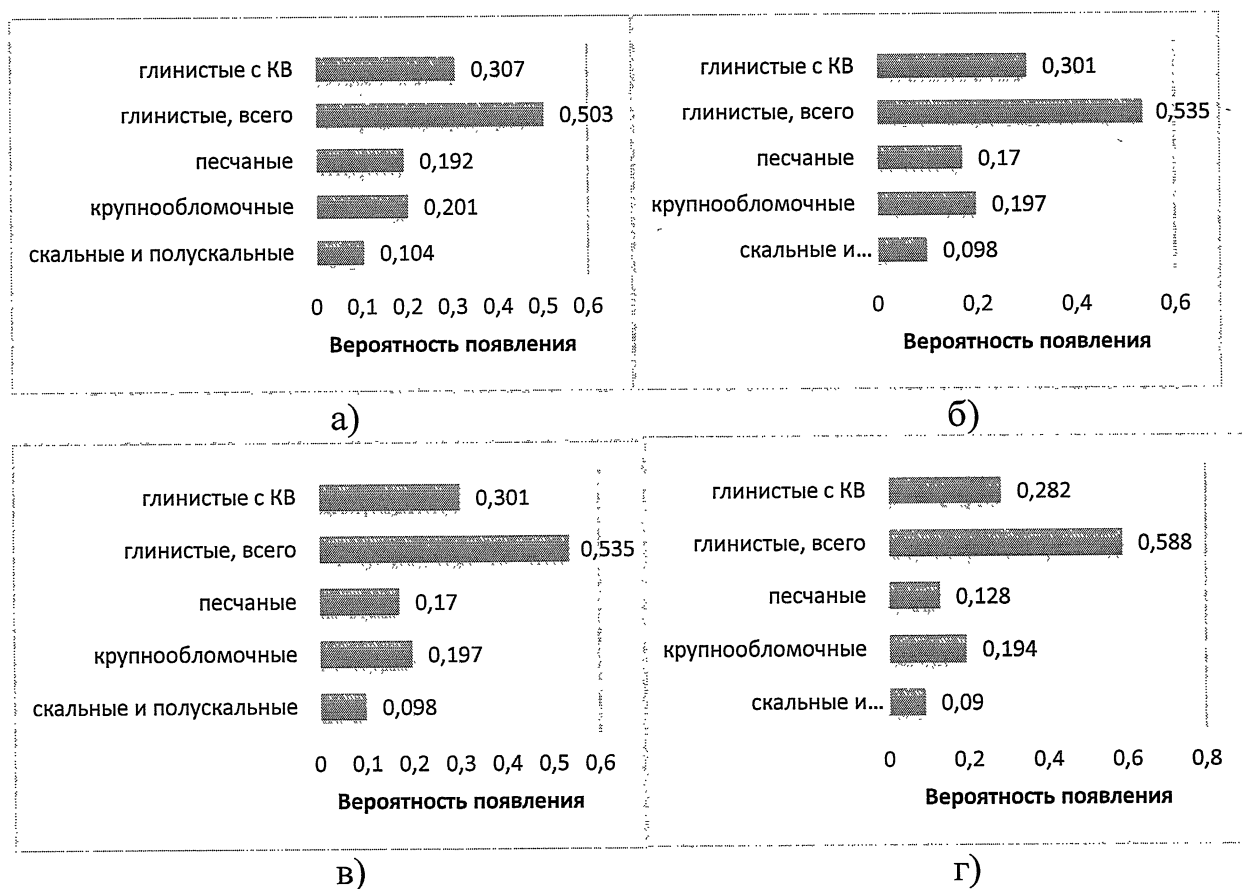 глинистые с КВ 0,307
глинистые, всего 0,503
песчаные 0,192
крупнообломочные 0,201
скальные и полускальные 0,104
0 0,1 0,2 0,3 0,4 0,5 0,6
Вероятность появления
а)
глинистые с КВ 0,301
глинистые, всего 0,535
песчаные 0,17
крупнообломочные 0,197
скальные и... 0,098
0 0,2 0,4 0,6
Вероятность появления
б)
глинистые с КВ 0,301
глинистые, всего 0,535
песчаные 0,17
крупнообломочные 0,197
скальные и полускальные 0,098
0 0,1 0,2 0,3 0,4 0,5 0,6
Вероятность появления
в)
глинистые с КВ 0,282
глинистые, всего 0,588
песчаные 0,128
крупнообломочные 0,194
скальные и... 0,09
0 0,2 0,4 0,6 0,8
Вероятность появления
г)